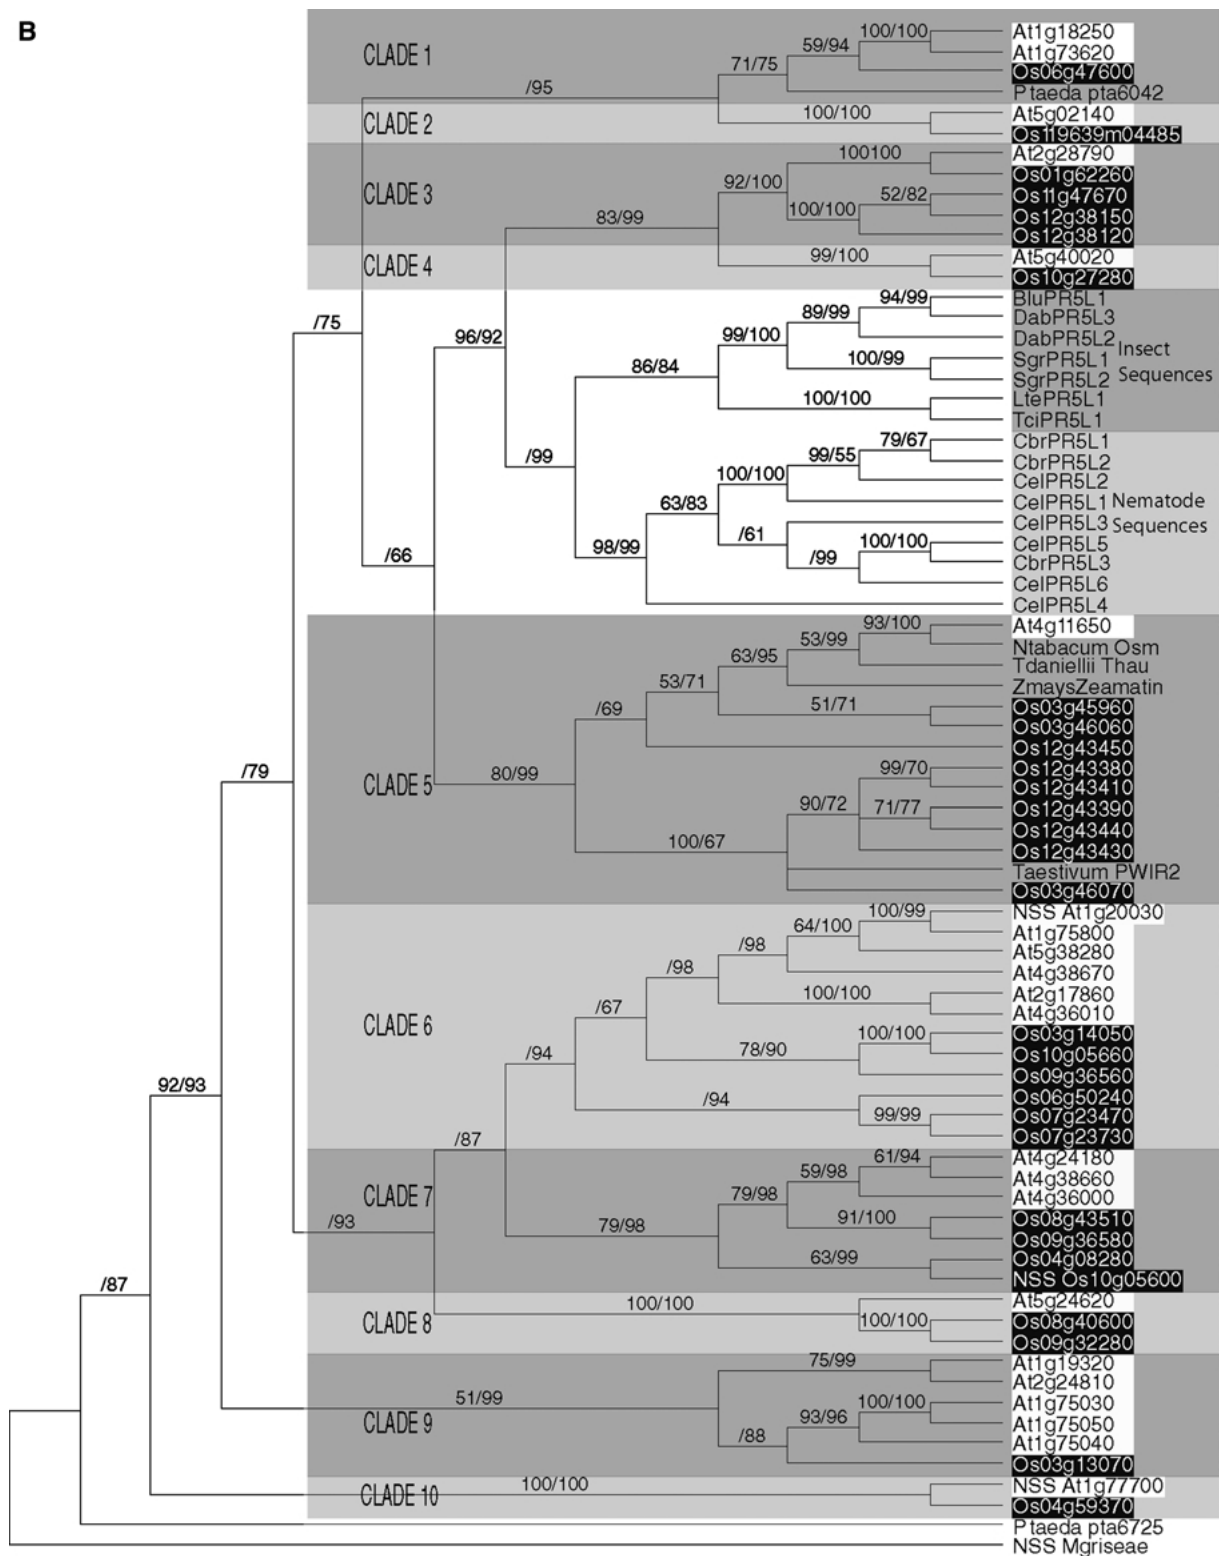 B
100/100
At1g18250
59/94
At1g73620
CLADE 1
71/75
Os06g47600
/95
Ptaeda pta6042
CLADE 2
100/100
At5g02140
Os119639m04485
100100
At2g28790
92/100
Os01g62260
CLADE 3
52/82
Os11g47670
83/99
100/100
Os12g38150
Os12g38120
CLADE 4
99/100
At5g40020
Os10g27280
94/99
BluPR5L1
/75
89/99
DabPR5L3
96/92
99/100
DabPR5L2
86/84
100/99
SgrPR5L1
SgrPR5L2
Insect
Sequences
100/100
LtePR5L1
TciPR5L1
79/67
CbrPR5L1
/99
99/55
CbrPR5L2
100/100
CelPR5L2
63/83
CelPR5L1
Nematode
Sequences
/61
CelPR5L3
98/99
100/100
CelPR5L5
/66
/99
CbrPR5L3
CelPR5L6
CelPR5L4
93/100
At4g11650
53/99
Ntabacum Osm
63/95
Tdaniellii Thau
53/71
ZmaysZeamatin
/69
51/71
Os03g45960
Os03g46060
Os12g43450
/79
CLADE 5
80/99
99/70
Os12g43380
Os12g43410
90/72
71/77
Os12g43390
Os12g43440
100/67
Os12g43430
Taestivum PWIR2
Os03g46070
100/99
NSS At1g20030
64/100
At1g75800
/98
At5g38280
/98
At4g38670
100/100
At2g17860
/67
At4g36010
CLADE 6
100/100
Os03g14050
/94
78/90
Os10g05660
Os09g36560
92/93
/94
Os06g50240
99/99
Os07g23470
Os07g23730
/87
61/94
At4g24180
59/98
At4g38660
CLADE 7
79/98
At4g36000
/93
79/98
91/100
Os08g43510
Os09g36580
63/99
Os04g08280
NSS Os10g05600
/87
100/100
At5g24620
CLADE 8
100/100
Os08g40600
Os09g32280
75/99
At1g19320
At2g24810
51/99
100/100
At1g75030
CLADE 9
93/96
At1g75050
/88
At1g75040
Os03g13070
100/100
NSS At1g77700
CLADE 10
Os04g59370
Ptaeda pta6725
NSS Mgriseae